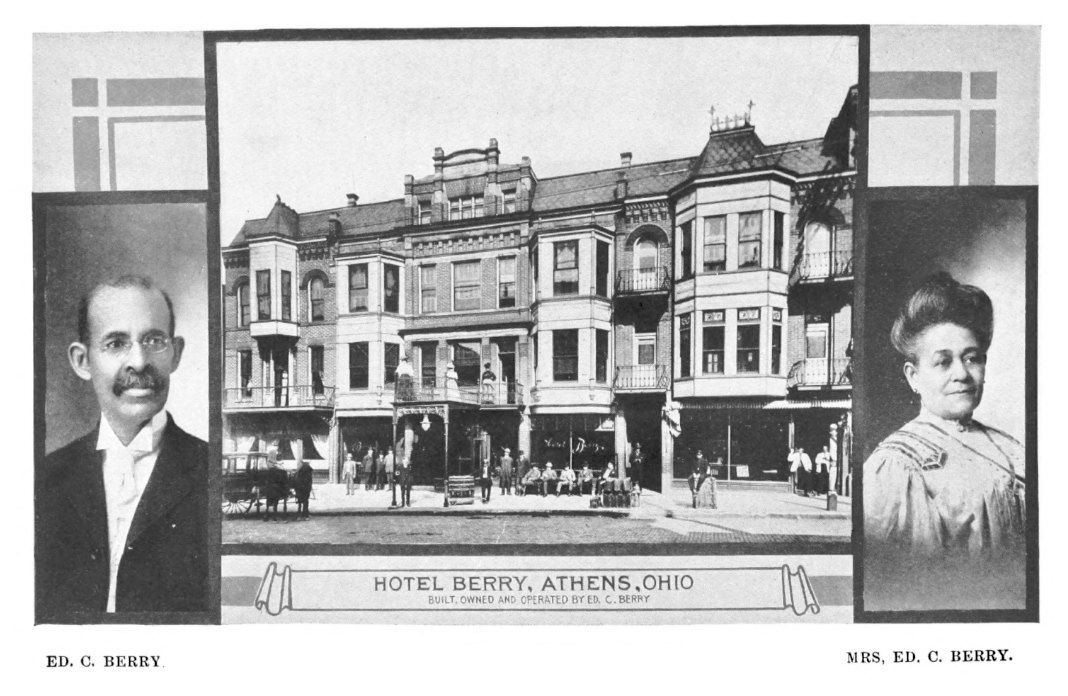 HOTEL BERRY, ATHENS, OHIO
BUILT, OWNED AND OPERATED BY ED. C. BERRY
ED. C. BERRY
MRS, ED. C. BERRY.